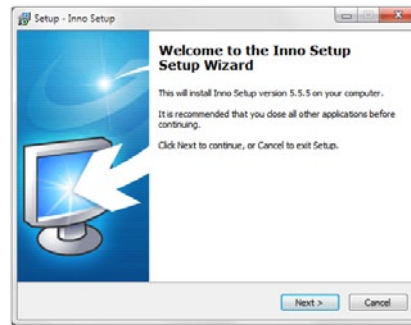 Setup - Inno Setup
Welcome to the Inno Setup
Setup Wizard
This will install Inno Setup version 5.5.5 on your computer.
It is recommended that you close all other applications before
continuing.
Click Next to continue, or Cancel to exit Setup.
Next >
Cancel